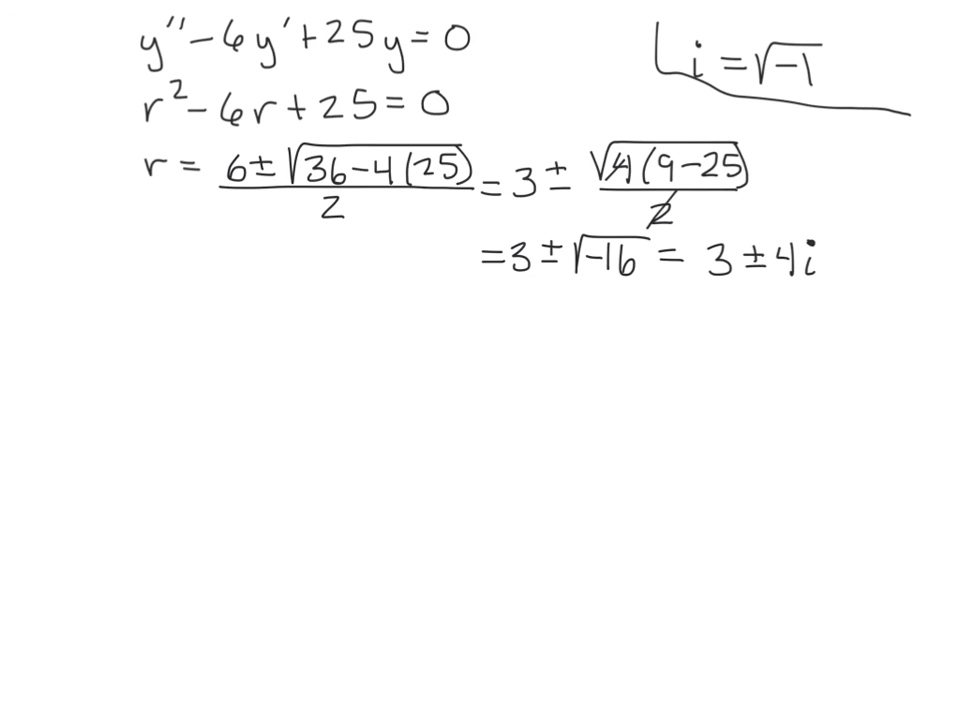 y'' - 6y' + 25y = 0
i = √-1
r² - 6r + 25 = 0
r = 6 ± √36 - 4(25) / 2 = 3 ± √4(9 - 25) / 2
= 3 ± √-16 = 3 ± 4i